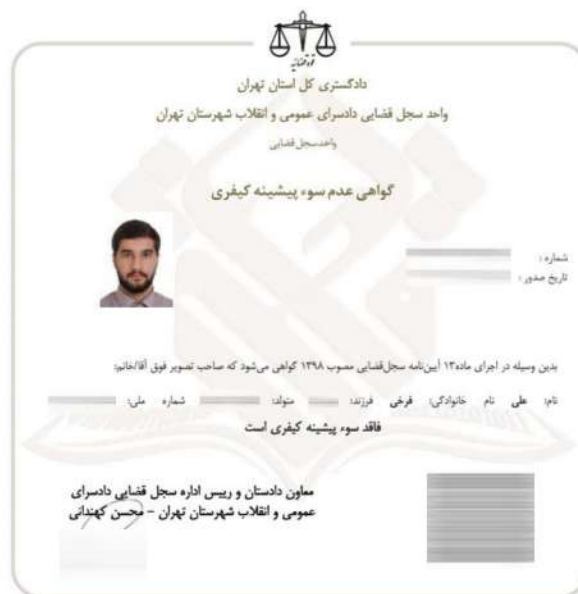 قوه قضائیه
دادگستری کل استان تهران
واحد سجل قضایی دادسرای عمومی و انقلاب شهرستان تهران
واحد سجل قضایی:
گواهی عدم سوء پیشینه کیفری
شماره :
تاریخ صدور :
بدین وسیله در اجرای ماده۱۳ آیین‌نامه سجل‌قضایی مصوب ۱۳۹۸ گواهی می‌شود که صاحب تصویر فوق آقا/خانم:
نام: علی نام خانوادگی: فرخی فرزند: متولد: شماره ملی:
فاقد سوء پیشینه کیفری است
معاون دادستان و رییس اداره سجل قضایی دادسرای
عمومی و انقلاب شهرستان تهران – محسن کهندانی